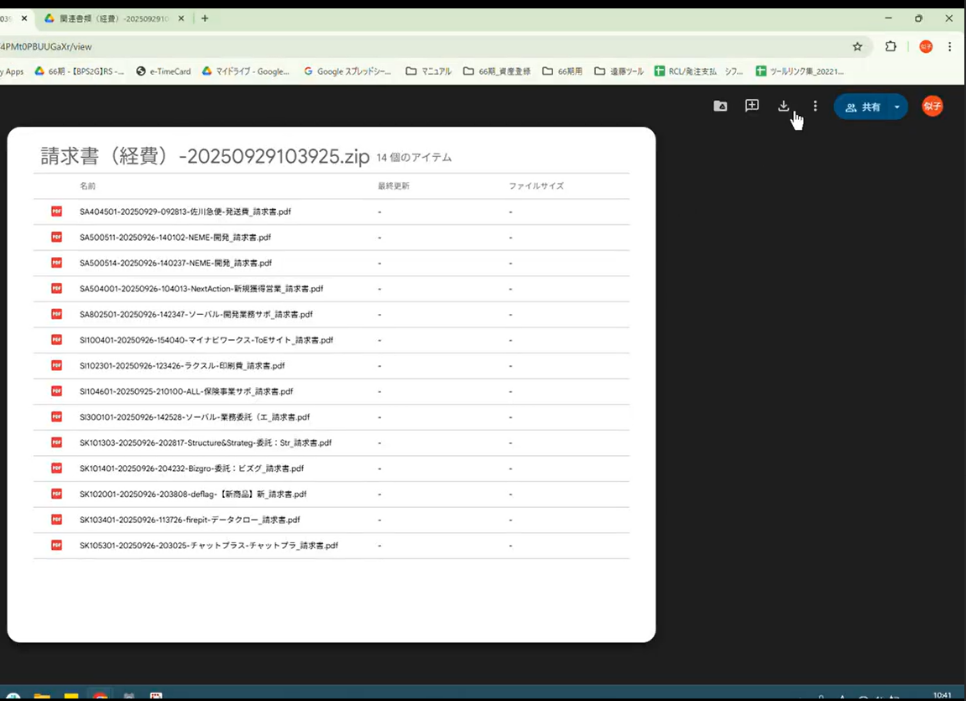 関連書類（経費）-2025092910
4PMt0PBUUGaXr/view
y Apps 66期 -【BPS2G】RS -... e-TimeCard マイドライブ - Google... Google スプレッドシー... マニュアル 66期_資産登録 66期用 遠藤ツール RCL/発注支払 シフ... ツールリンク集_20221...
共有 似子
請求書（経費）-20250929103925.zip 14 個のアイテム
名前 最終更新 ファイルサイズ
PDF SA404501-20250929-092813-佐川急便-発送費_請求書.pdf - -
PDF SA500511-20250926-140102-NEME-開発_請求書.pdf - -
PDF SA500514-20250926-140237-NEME-開発_請求書.pdf - -
PDF SA504001-20250926-104013-NextAction-新規獲得営業_請求書.pdf - -
PDF SA802501-20250926-142347-ソーバル-開発業務サポ_請求書.pdf - -
PDF SI100401-20250926-154040-マイナビワークス-ToEサイト_請求書.pdf - -
PDF SI102301-20250926-123426-ラクスル-印刷費_請求書.pdf - -
PDF SI104601-20250925-210100-ALL-保険事業サポ_請求書.pdf - -
PDF SI300101-20250926-142528-ソーバル-業務委託（エ_請求書.pdf - -
PDF SK101303-20250926-202817-Structure&Strateg-委託：Str_請求書.pdf - -
PDF SK101401-20250926-204232-Bizgro-委託：ビズグ_請求書.pdf - -
PDF SK102001-20250926-203808-deflag-【新商品】新_請求書.pdf - -
PDF SK103401-20250926-113726-firepit-データクロー_請求書.pdf - -
PDF SK105301-20250926-203025-チャットプラス-チャットプラ_請求書.pdf - -
10:41